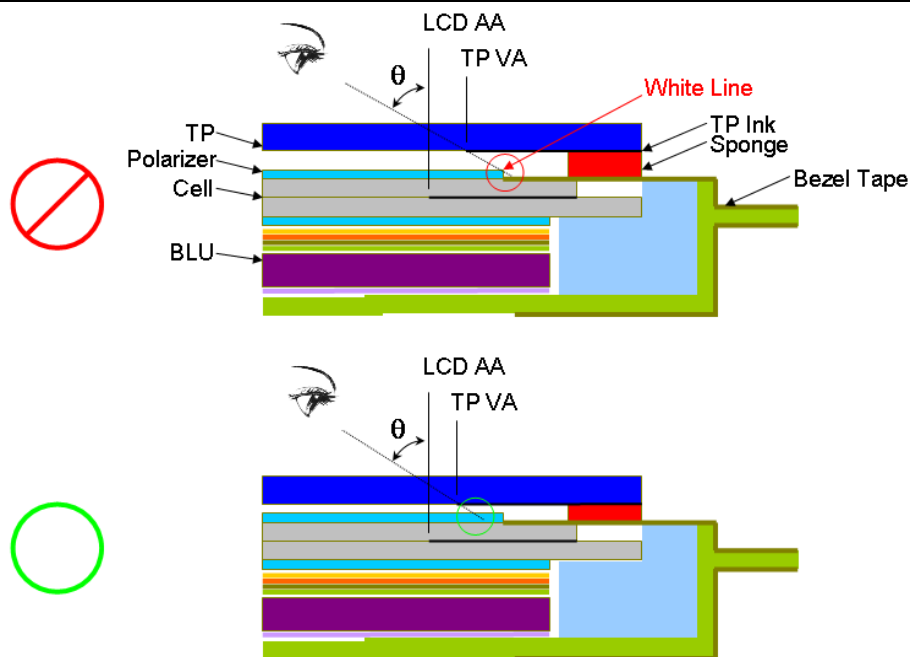 LCD AA
θ
TP VA
White Line
TP
TP Ink
Sponge
Polarizer
Cell
Bezel Tape
BLU
LCD AA
TP VA
θ